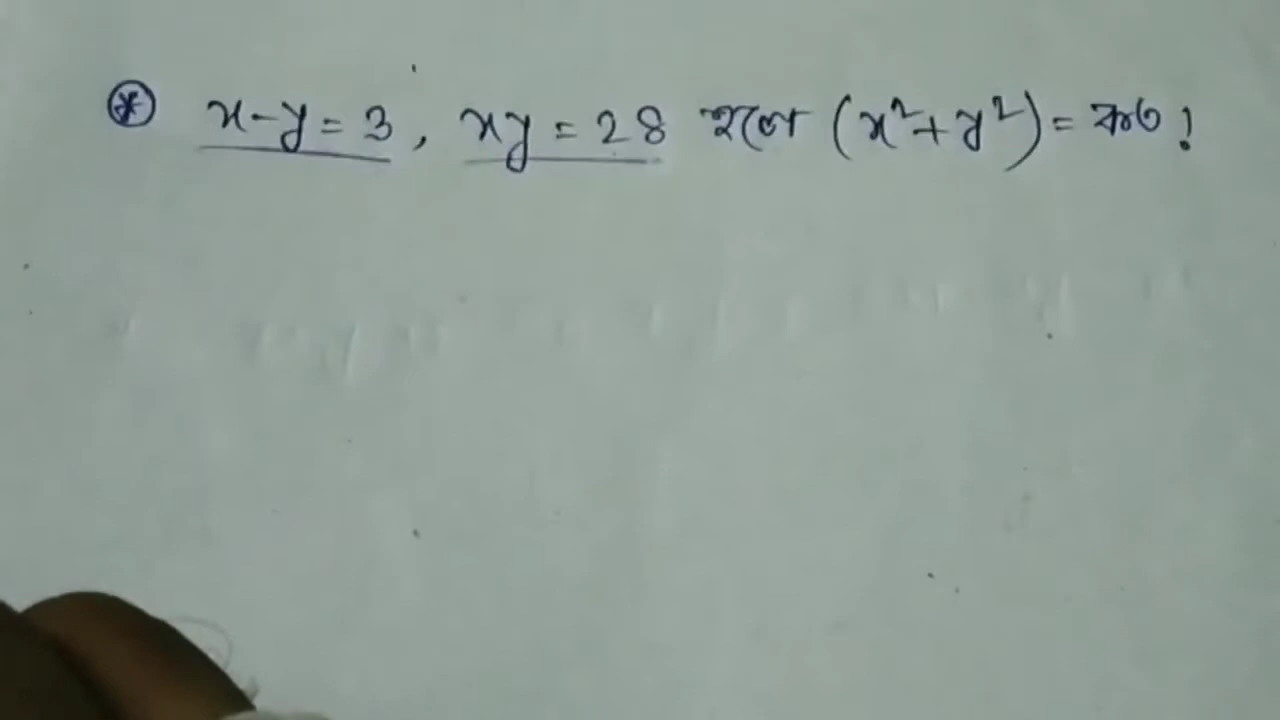 * x - y = 3 , xy = 28 হলে (x² + y²) = কত ?